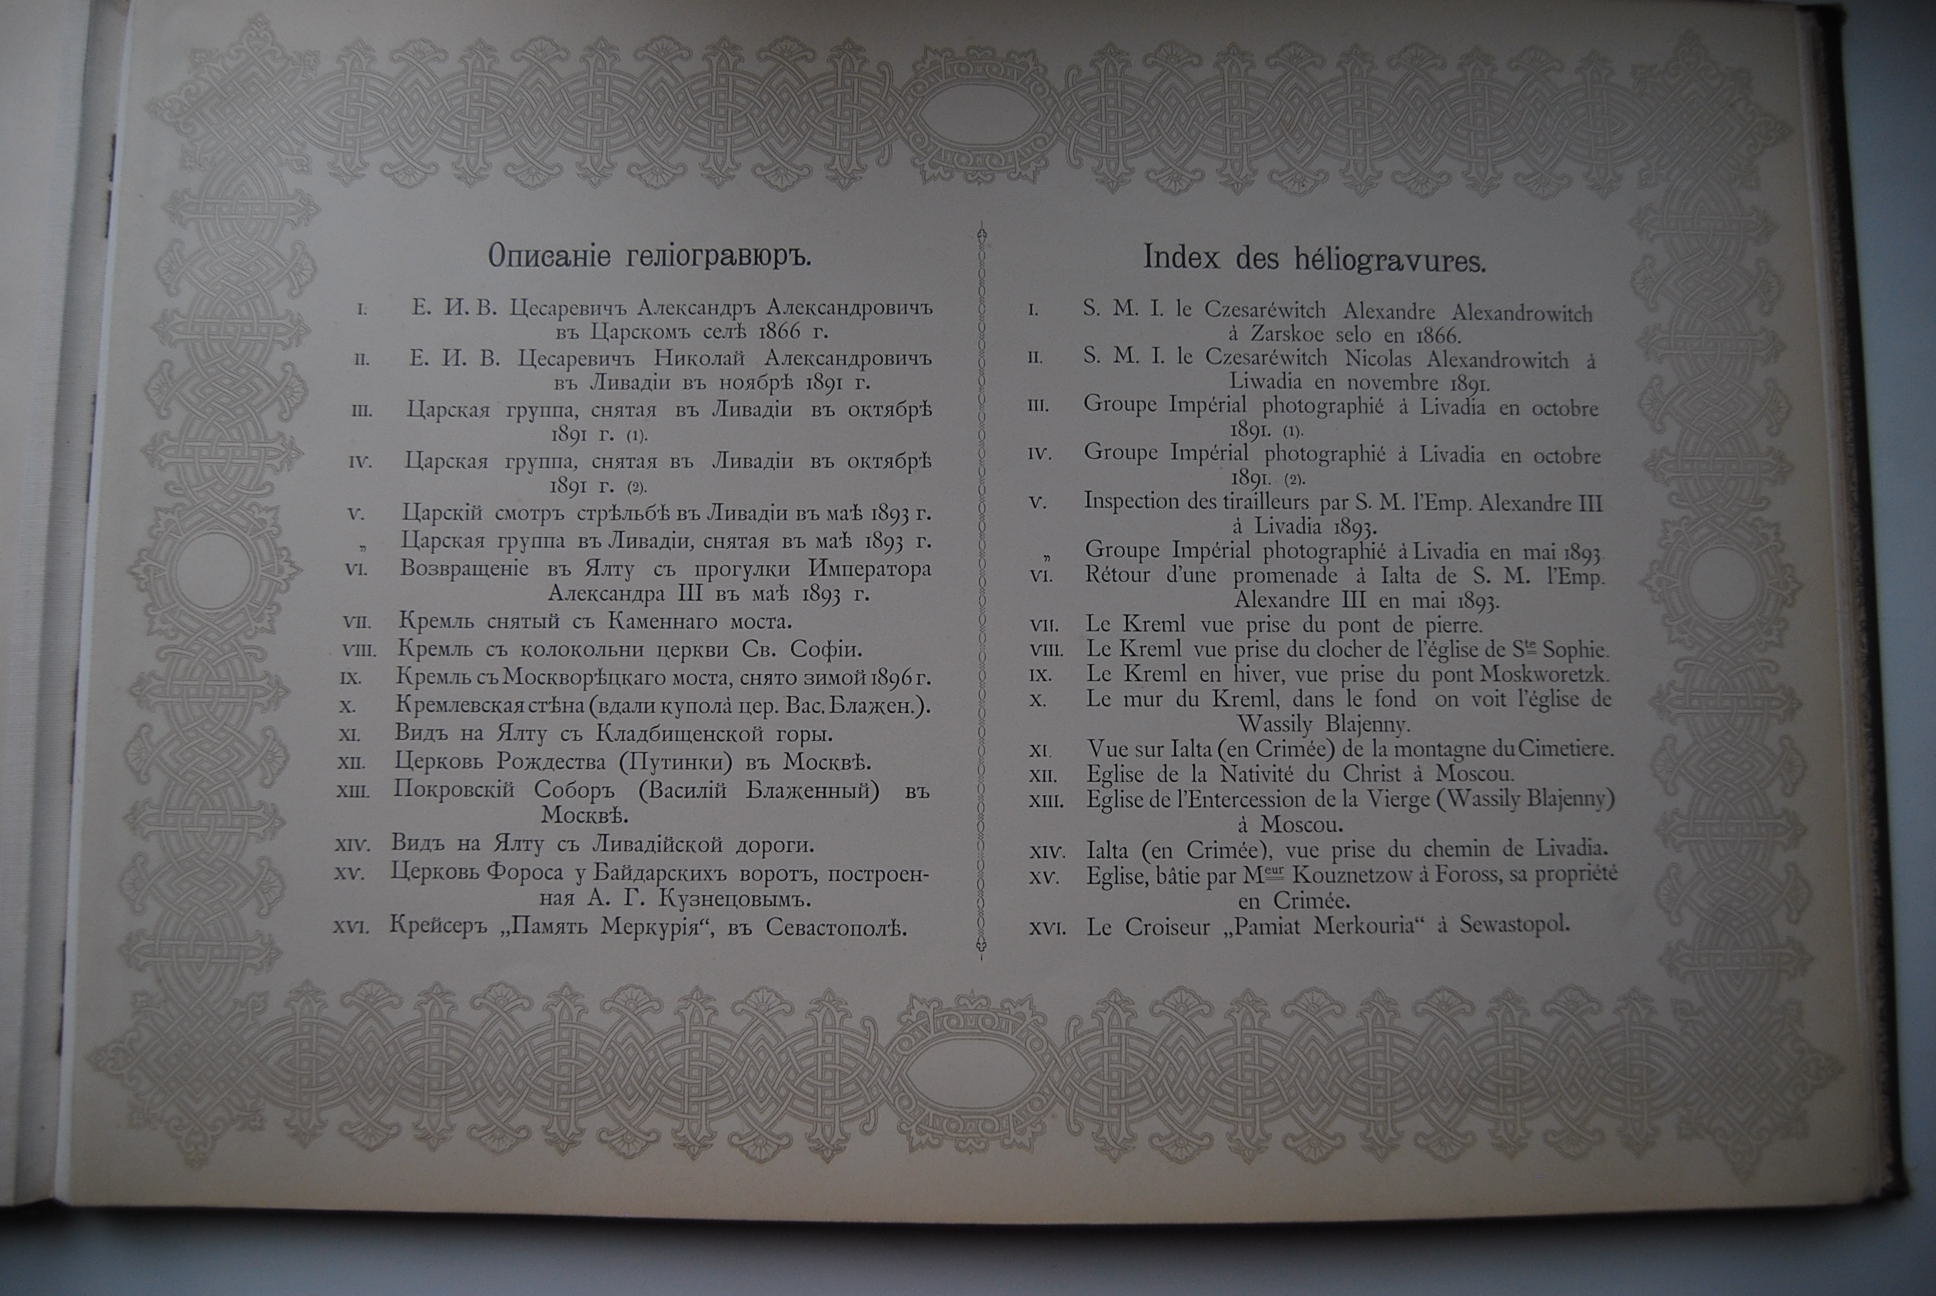 Описаніе геліогравюръ.
I. Е. И. В. Цесаревичъ Александръ Александровичъ
въ Царскомъ селѣ 1866 г.
II. Е. И. В. Цесаревичъ Николай Александровичъ
въ Ливадіи въ ноябрѣ 1891 г.
III. Царская группа, снятая въ Ливадіи въ октябрѣ
1891 г. (1).
IV. Царская группа, снятая въ Ливадіи въ октябрѣ
1891 г. (2).
V. Царскій смотръ стрѣльбѣ въ Ливадіи въ маѣ 1893 г.
„ Царская группа въ Ливадіи, снятая въ маѣ 1893 г.
VI. Возвращеніе въ Ялту съ прогулки Императора
Александра III въ маѣ 1893 г.
VII. Кремль снятый съ Каменнаго моста.
VIII. Кремль съ колокольни церкви Св. Софіи.
IX. Кремль съ Москворѣцкаго моста, снято зимой 1896 г.
X. Кремлевская стѣна (вдали купола̀ цер. Вас. Блажен.).
XI. Видъ на Ялту съ Кладбищенской горы.
XII. Церковь Рождества (Путинки) въ Москвѣ.
XIII. Покровскій Соборъ (Василій Блаженный) въ
Москвѣ.
XIV. Видъ на Ялту съ Ливадійской дороги.
XV. Церковь Фороса у Байдарскихъ воротъ, построен-
ная А. Г. Кузнецовымъ.
XVI. Крейсеръ „Память Меркурія“, въ Севастополѣ.
Index des héliogravures.
I. S. M. I. le Czesaréwitch Alexandre Alexandrowitch
à Zarskoe selo en 1866.
II. S. M. I. le Czesaréwitch Nicolas Alexandrowitch à
Liwadia en novembre 1891.
III. Groupe Impérial photographié à Livadia en octobre
1891. (1).
IV. Groupe Impérial photographié à Livadia en octobre
1891. (2).
V. Inspection des tirailleurs par S. M. l'Emp. Alexandre III
à Livadia 1893.
„ Groupe Impérial photographié à Livadia en mai 1893
VI. Rétour d'une promenade à Ialta de S. M. l'Emp.
Alexandre III en mai 1893.
VII. Le Kreml vue prise du pont de pierre.
VIII. Le Kreml vue prise du clocher de l'église de Ste Sophie.
IX. Le Kreml en hiver, vue prise du pont Moskworetzk.
X. Le mur du Kreml, dans le fond on voit l'église de
Wassily Blajenny.
XI. Vue sur Ialta (en Crimée) de la montagne du Cimetiere.
XII. Eglise de la Nativité du Christ à Moscou.
XIII. Eglise de l'Entercession de la Vierge (Wassily Blajenny)
à Moscou.
XIV. Ialta (en Crimée), vue prise du chemin de Livadia.
XV. Eglise, bâtie par Meur Kouznetzow à Foross, sa propriété
en Crimée.
XVI. Le Croiseur „Pamiat Merkouria“ à Sewastopol.